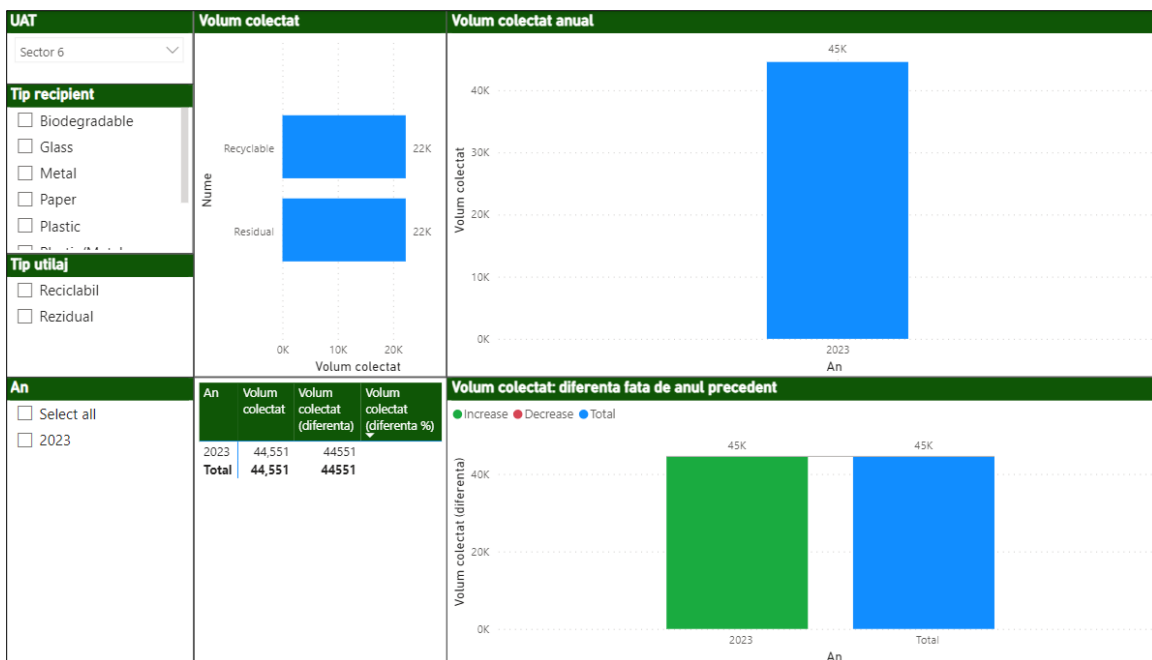 UAT
Sector 6
Tip recipient
Biodegradable
Glass
Metal
Paper
Plastic
Tip utilaj
Reciclabil
Rezidual
An
Select all
2023
Volum colectat
Nume
Recyclable
22K
Residual
22K
0K 10K 20K
Volum colectat
An Volum colectat Volum colectat (diferenta) Volum colectat (diferenta %)
2023 44,551 44551
Total 44,551 44551
Volum colectat anual
45K
Volum colectat
40K
30K
20K
10K
0K
2023
An
Volum colectat: diferenta fata de anul precedent
Increase Decrease Total
45K 45K
Volum colectat (diferenta)
40K
20K
0K
2023 Total
An